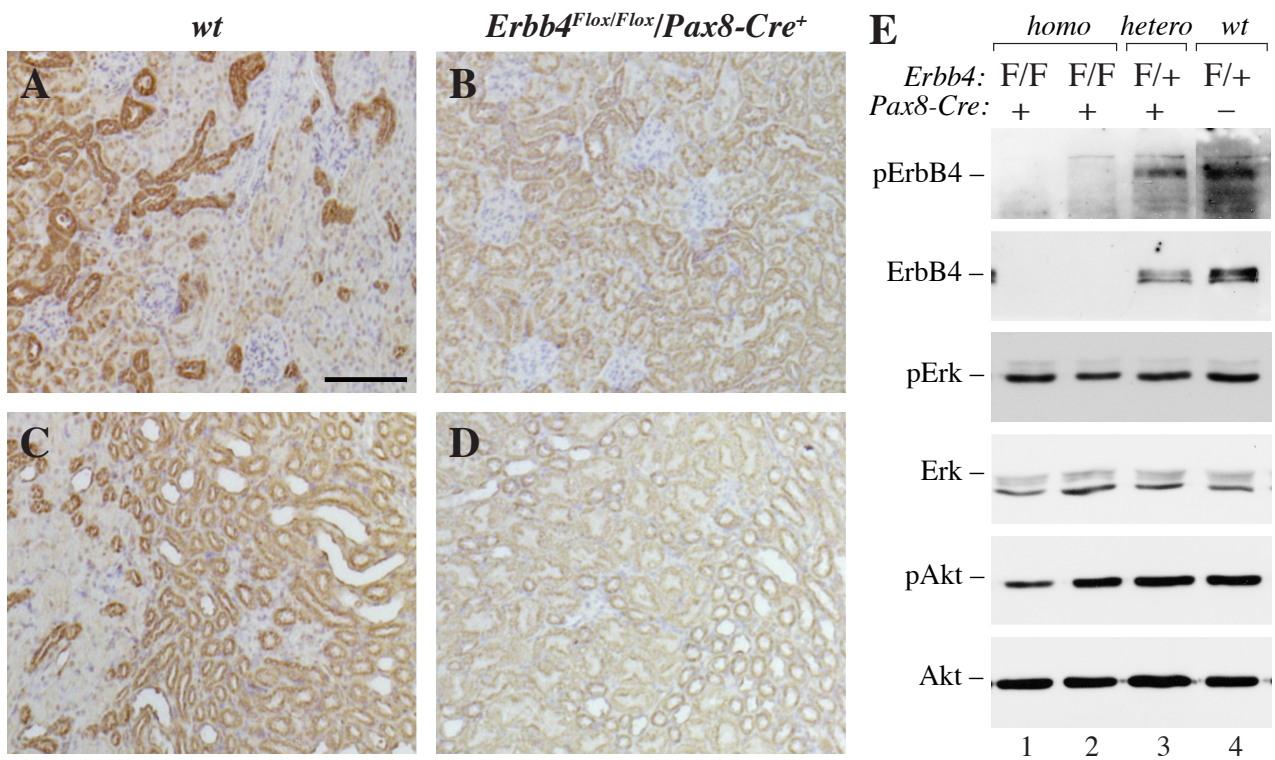 wt
Erbb4Flox/Flox/Pax8-Cre+
A
B
C
D
E
homo hetero wt
Erbb4: F/F F/F F/+ F/+
Pax8-Cre: + + + –
pErbB4 –
ErbB4 –
pErk –
Erk –
pAkt –
Akt –
1 2 3 4